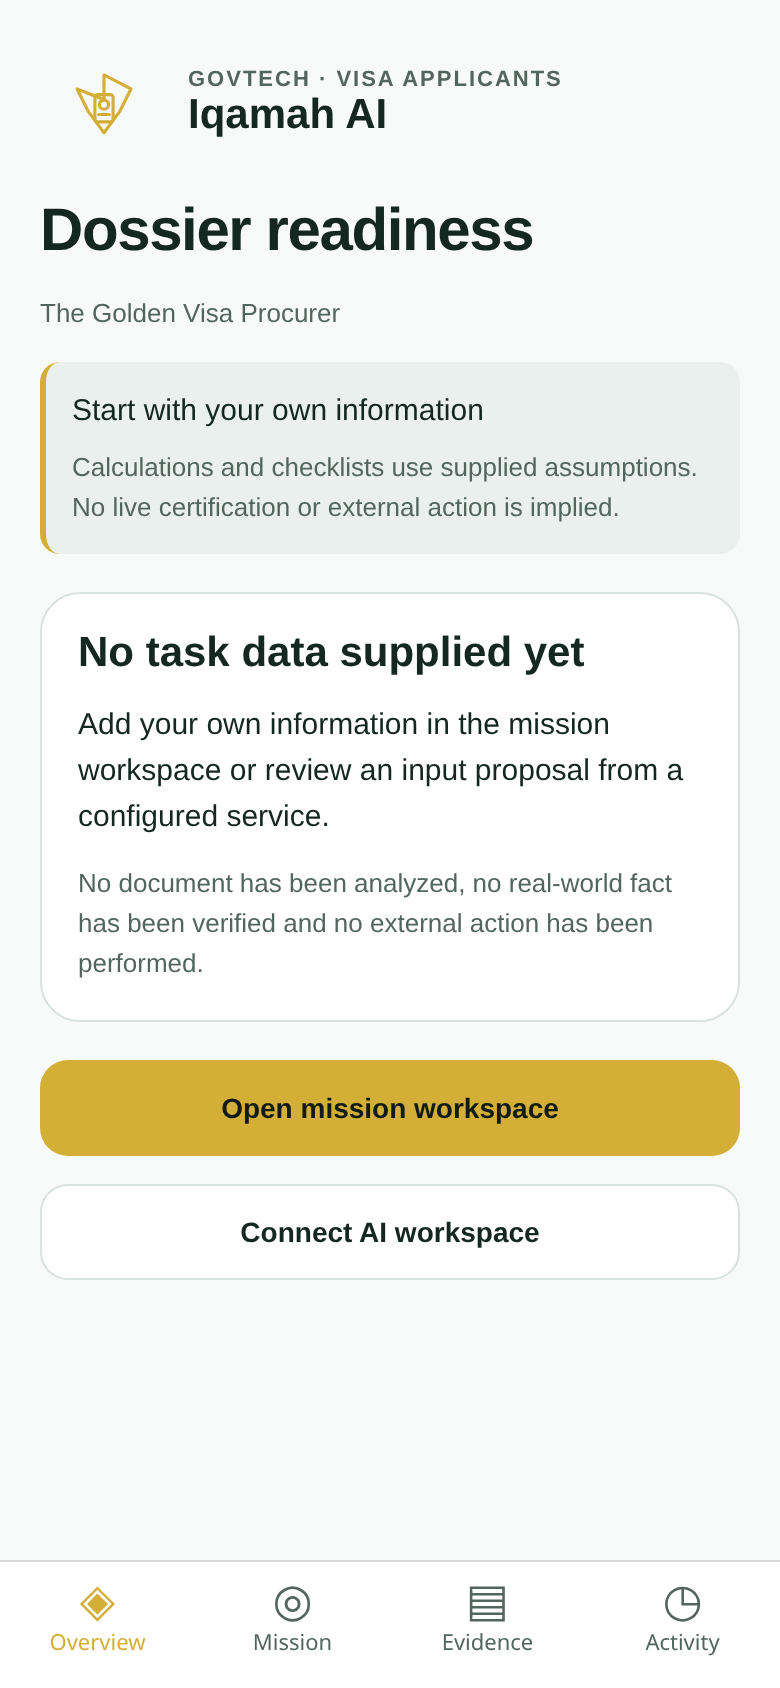 GOVTECH · VISA APPLICANTS
Iqamah AI
Dossier readiness
The Golden Visa Procurer
Start with your own information
Calculations and checklists use supplied assumptions.
No live certification or external action is implied.
No task data supplied yet
Add your own information in the mission
workspace or review an input proposal from a
configured service.
No document has been analyzed, no real-world fact
has been verified and no external action has been
performed.
Open mission workspace
Connect AI workspace
Overview
Mission
Evidence
Activity